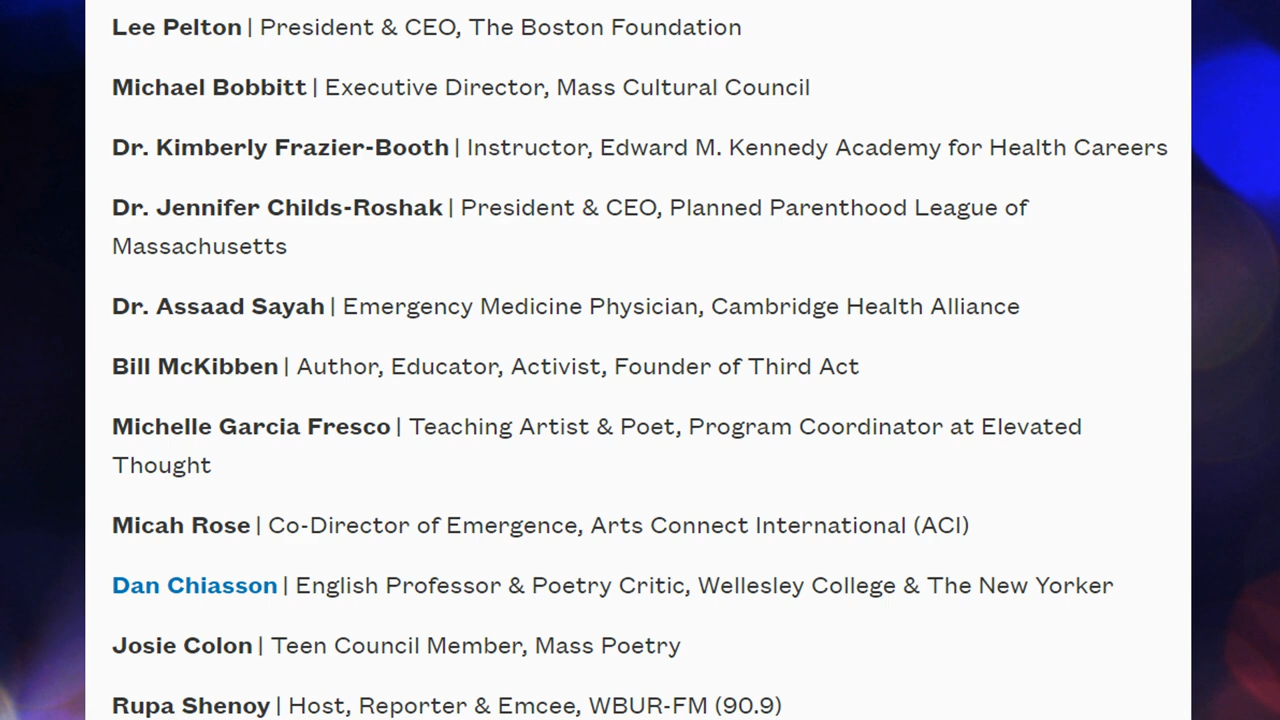 Lee Pelton | President & CEO, The Boston Foundation
Michael Bobbitt | Executive Director, Mass Cultural Council
Dr. Kimberly Frazier-Booth | Instructor, Edward M. Kennedy Academy for Health Careers
Dr. Jennifer Childs-Roshak | President & CEO, Planned Parenthood League of
Massachusetts
Dr. Assaad Sayah | Emergency Medicine Physician, Cambridge Health Alliance
Bill McKibben | Author, Educator, Activist, Founder of Third Act
Michelle Garcia Fresco | Teaching Artist & Poet, Program Coordinator at Elevated
Thought
Micah Rose | Co-Director of Emergence, Arts Connect International (ACI)
Dan Chiasson | English Professor & Poetry Critic, Wellesley College & The New Yorker
Josie Colon | Teen Council Member, Mass Poetry
Rupa Shenoy | Host, Reporter & Emcee, WBUR-FM (90.9)